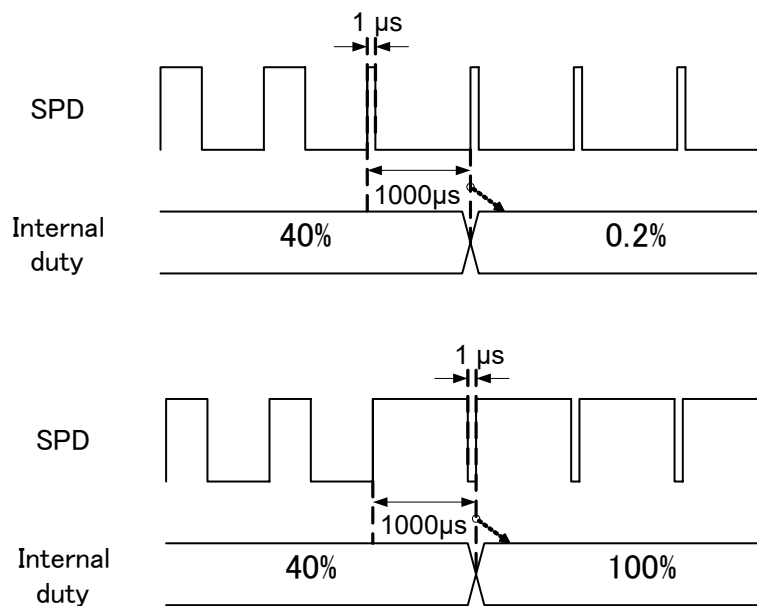 1 μs
SPD
1000μs
Internal
duty
40%
0.2%
1 μs
SPD
1000μs
Internal
duty
40%
100%